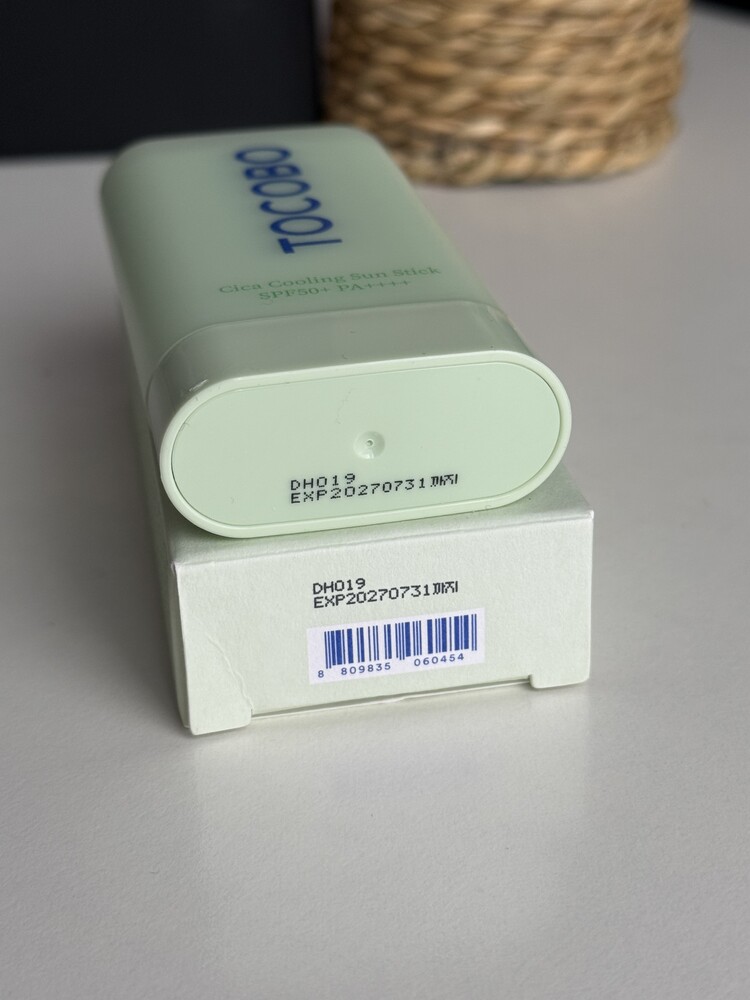 TOCOBO
Cica Cooling Sun Stick
SPF50+ PA++++
DH019
EXP20270731까지
DH019
EXP20270731까지
8 809835 060454